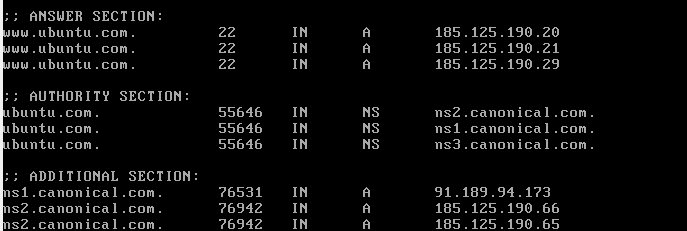 ;; ANSWER SECTION:
www.ubuntu.com. 22 IN A 185.125.190.20
www.ubuntu.com. 22 IN A 185.125.190.21
www.ubuntu.com. 22 IN A 185.125.190.29
;; AUTHORITY SECTION:
ubuntu.com. 55646 IN NS ns2.canonical.com.
ubuntu.com. 55646 IN NS ns1.canonical.com.
ubuntu.com. 55646 IN NS ns3.canonical.com.
;; ADDITIONAL SECTION:
ns1.canonical.com. 76531 IN A 91.189.94.173
ns2.canonical.com. 76942 IN A 185.125.190.66
ns2.canonical.com. 76942 IN A 185.125.190.65